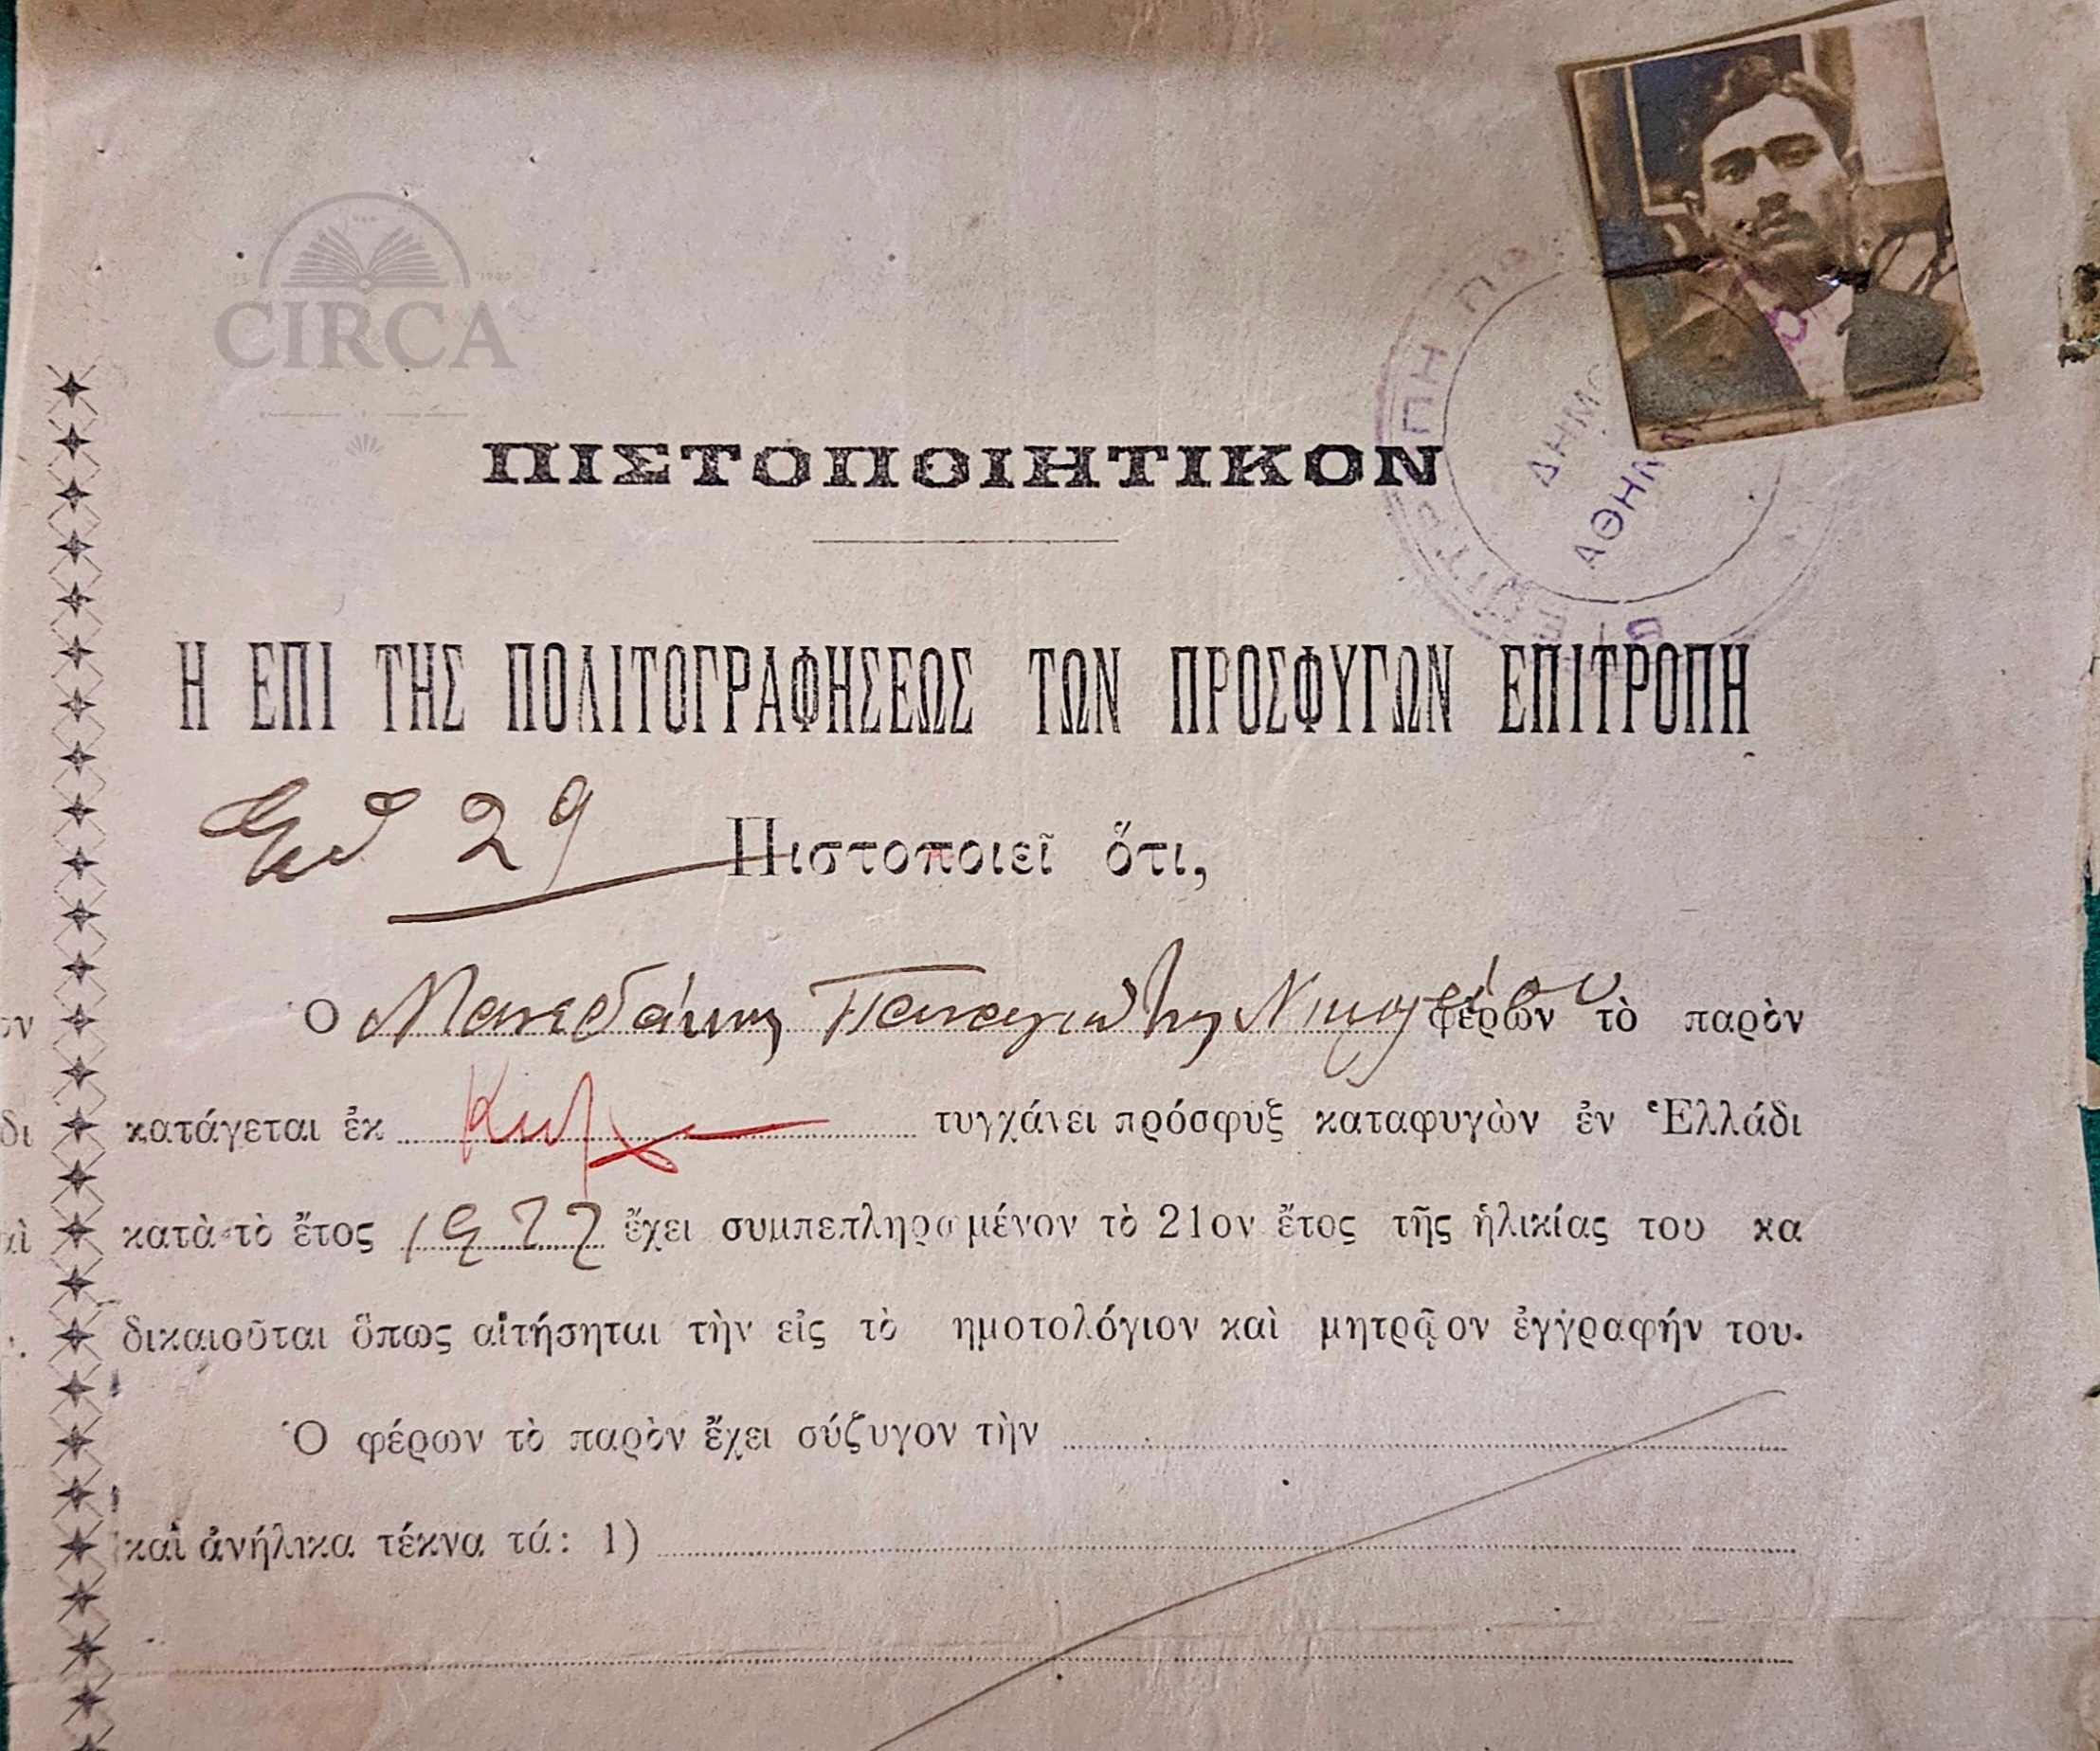 CIRCA
ΠΙΣΤΟΠΟΙΗΤΙΚΟΝ
ΔΗΜΟ
ΑΘΗΝ
Η ΕΠΙ ΤΗΣ ΠΟΛΙΤΟΓΡΑΦΗΣΕΩΣ ΤΩΝ ΠΡΟΣΦΥΓΩΝ ΕΠΙΤΡΟΠΗ
29 Πιστοποιεῖ ὅτι,
Ὁ Παναγιώτης φέρων τὸ παρὸν
κατάγεται ἐκ τυγχάνει πρόσφυξ καταφυγὼν ἐν Ἑλλάδι
κατὰ τὸ ἔτος 1922 ἔχει συμπεπληρωμένον τὸ 21ον ἔτος τῆς ἡλικίας του κα
δικαιοῦται ὅπως αἰτήσηται τὴν εἰς τὸ ημοτολόγιον καὶ μητρῷον ἐγγραφήν του.
Ὁ φέρων τὸ παρὸν ἔχει σύζυγον τὴν
καὶ ἀνήλικα τέκνα τά: 1)